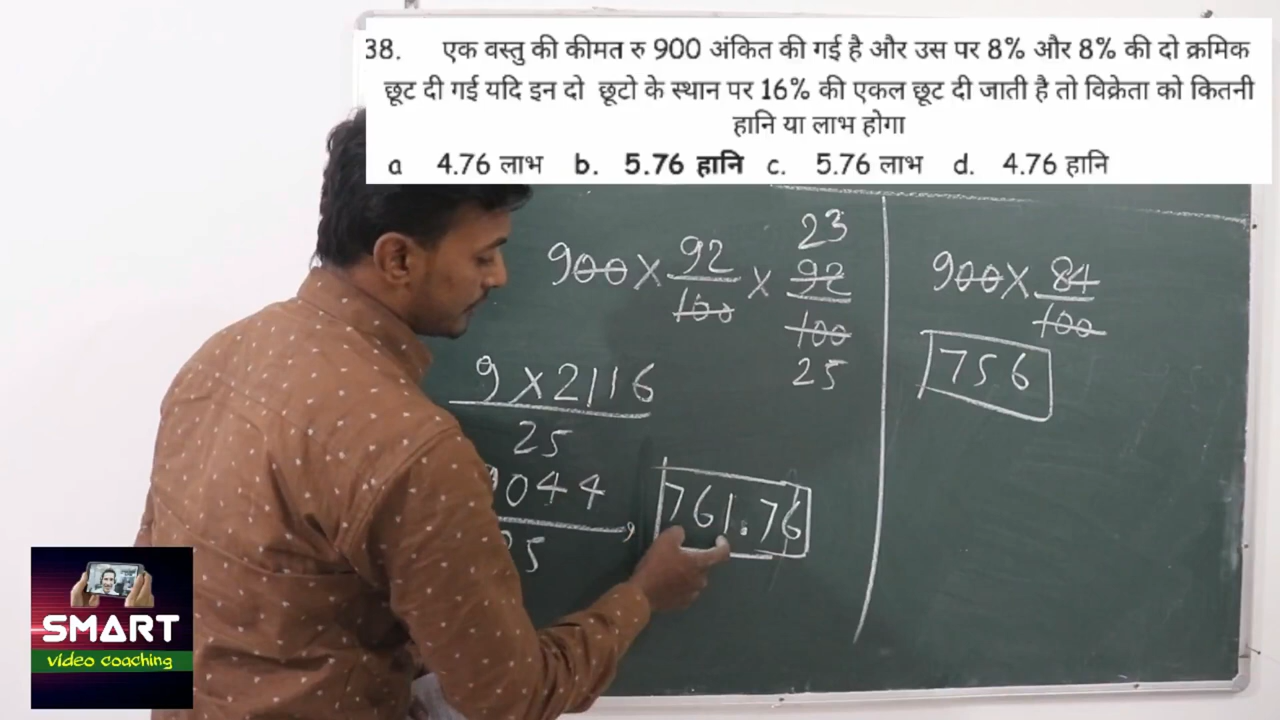 38. एक वस्तु की कीमत रु 900 अंकित की गई है और उस पर 8% और 8% की दो क्रमिक
छूट दी गई यदि इन दो छूटो के स्थान पर 16% की एकल छूट दी जाती है तो विक्रेता को कितनी
हानि या लाभ होगा
a 4.76 लाभ b. 5.76 हानि c. 5.76 लाभ d. 4.76 हानि
23
900 × 92/100 × 92/100
25
9 × 2116
25
044
25
,
761.76
900 × 84/100
756
SMART
video coaching